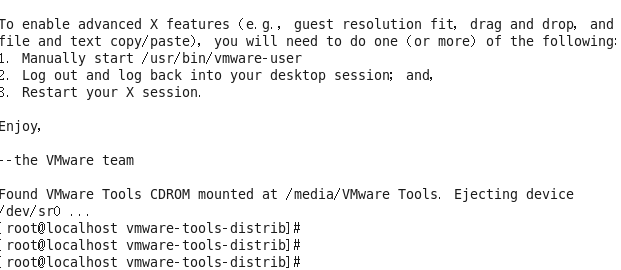 To enable advanced X features (e.g., guest resolution fit, drag and drop, and
file and text copy/paste), you will need to do one (or more) of the following:
1. Manually start /usr/bin/vmware-user
2. Log out and log back into your desktop session; and,
3. Restart your X session.
Enjoy,
--the VMware team
Found VMware Tools CDROM mounted at /media/VMware Tools. Ejecting device
/dev/sr0 ...
[root@localhost vmware-tools-distrib]#
[root@localhost vmware-tools-distrib]#
[root@localhost vmware-tools-distrib]#